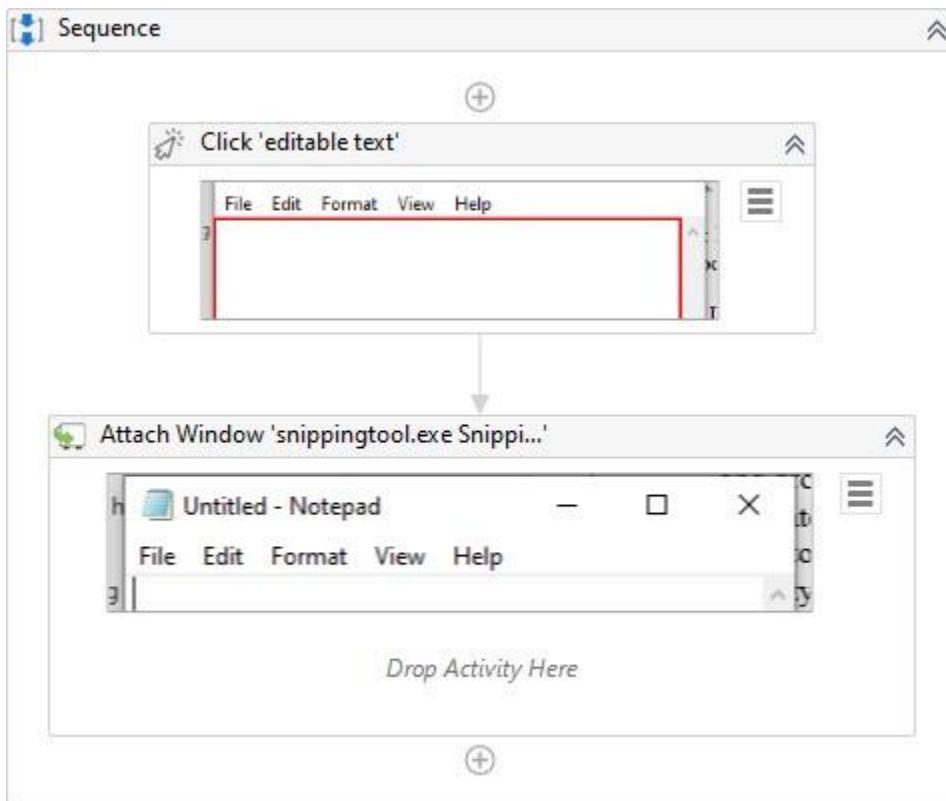 Sequence
Click 'editable text'
File Edit Format View Help
Attach Window 'snippingtool.exe Snippi...'
Untitled - Notepad
File Edit Format View Help
Drop Activity Here